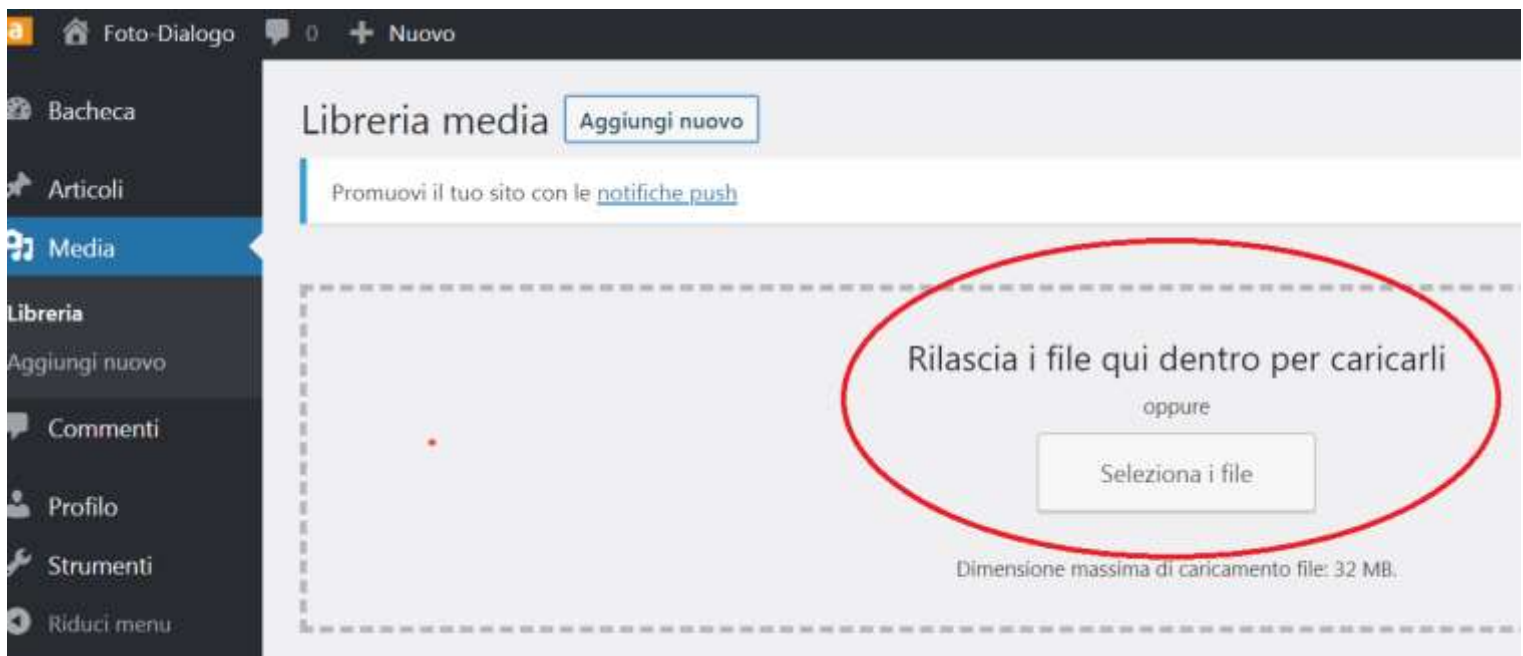 a Foto-Dialogo 0 + Nuovo
Bacheca
Articoli
Media
Libreria
Aggiungi nuovo
Commenti
Profilo
Strumenti
Riduci menu
Libreria media Aggiungi nuovo
Promuovi il tuo sito con le notifiche push
Rilascia i file qui dentro per caricarli
oppure
Seleziona i file
Dimensione massima di caricamento file: 32 MB.